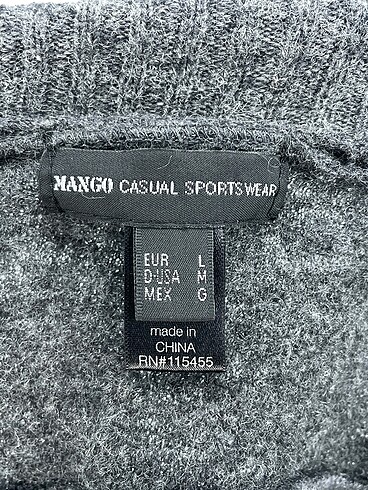 MANGO CASUAL SPORTSWEAR
EUR L
D-USA M
MEX G
made in
CHINA
RN#115455